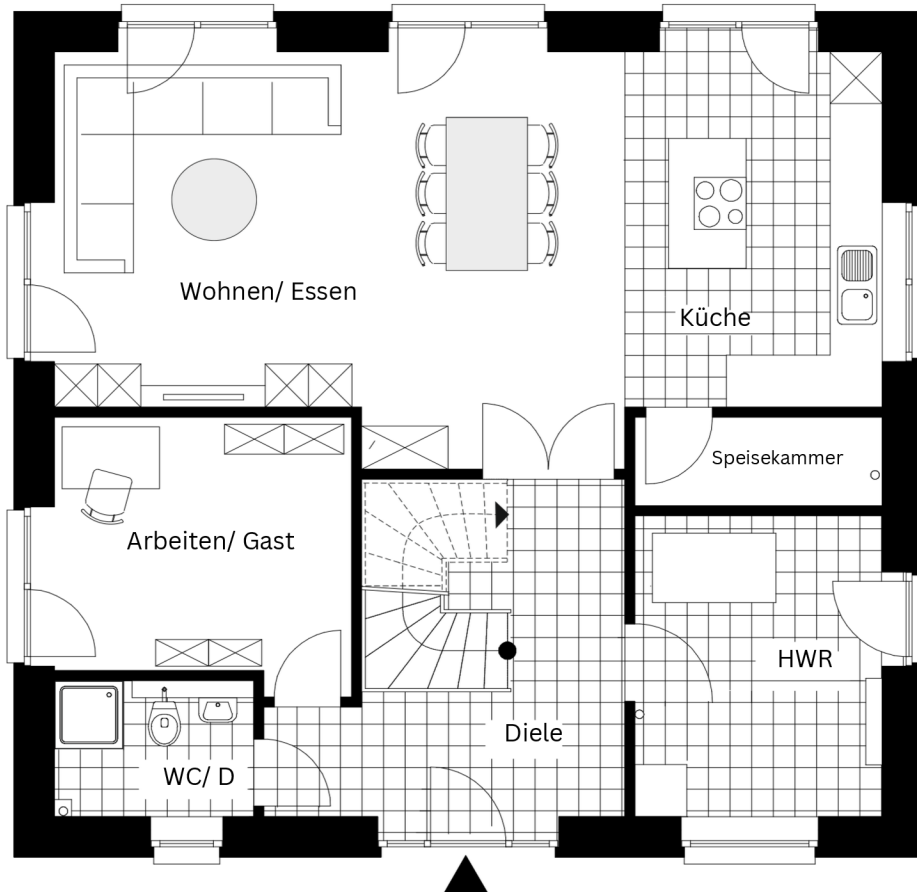 Wohnen/ Essen
Küche
Speisekammer
Arbeiten/ Gast
HWR
Diele
WC/ D